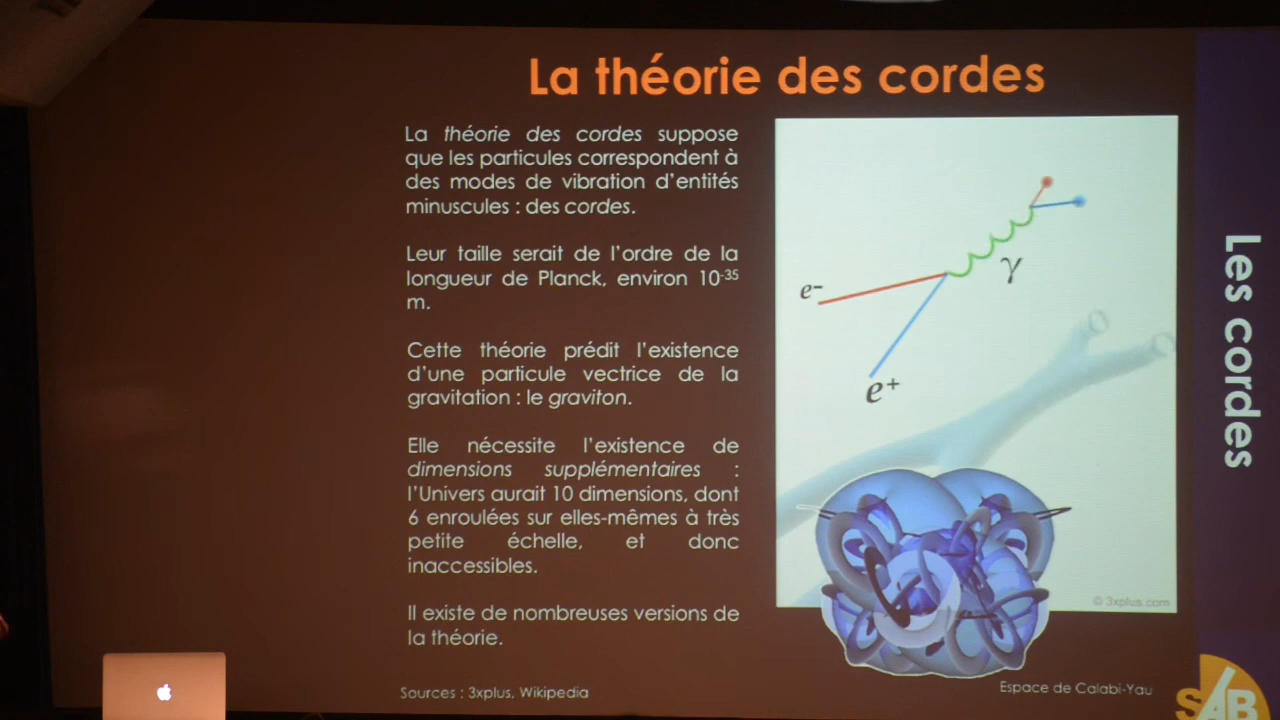 La théorie des cordes
La théorie des cordes suppose
que les particules correspondent à
des modes de vibration d'entités
minuscules : des cordes.
Leur taille serait de l'ordre de la
longueur de Planck, environ 10⁻³⁵
m.
Cette théorie prédit l'existence
d'une particule vectrice de la
gravitation : le graviton.
Elle nécessite l'existence de
dimensions supplémentaires :
l'Univers aurait 10 dimensions, dont
6 enroulées sur elles-mêmes à très
petite échelle, et donc
inaccessibles.
Il existe de nombreuses versions de
la théorie.
Sources : 3xplus, Wikipedia
e⁻
γ
e⁺
© 3xplus.com
Espace de Calabi-Yau
Les cordes
SAB